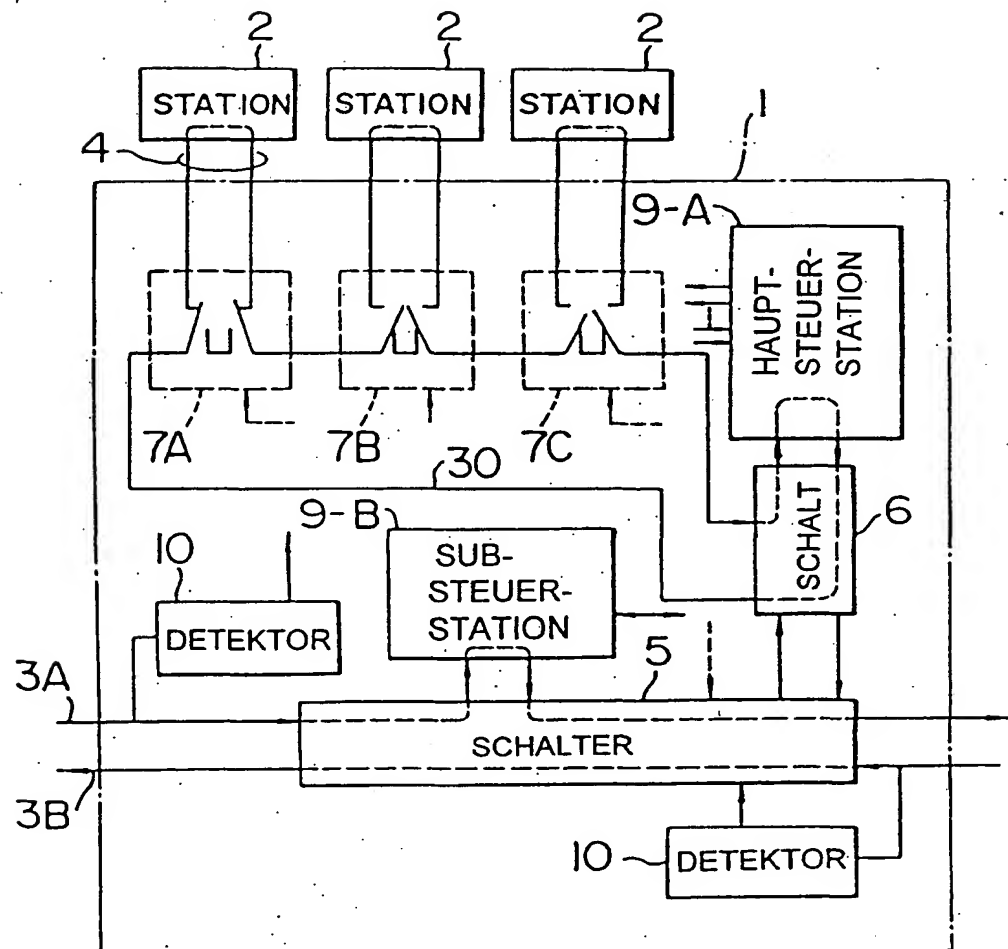 2 2 2
STATION STATION STATION
1
4
9-A
HAUPT-
STEUER-
STATION
7A 7B 7C
30
SCHALT
6
9-B
SUB-
STEUER-
STATION
10
DETEKTOR
5
3A
SCHALTER
3B
10 DETEKTOR